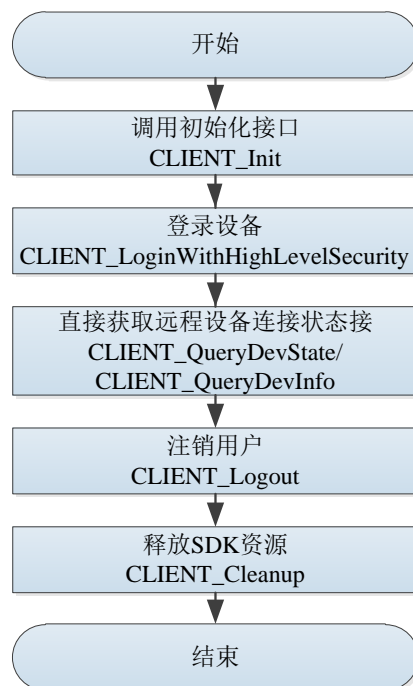 开始
调用初始化接口
CLIENT_Init
登录设备
CLIENT_LoginWithHighLevelSecurity
直接获取远程设备连接状态接
CLIENT_QueryDevState/
CLIENT_QueryDevInfo
注销用户
CLIENT_Logout
释放SDK资源
CLIENT_Cleanup
结束